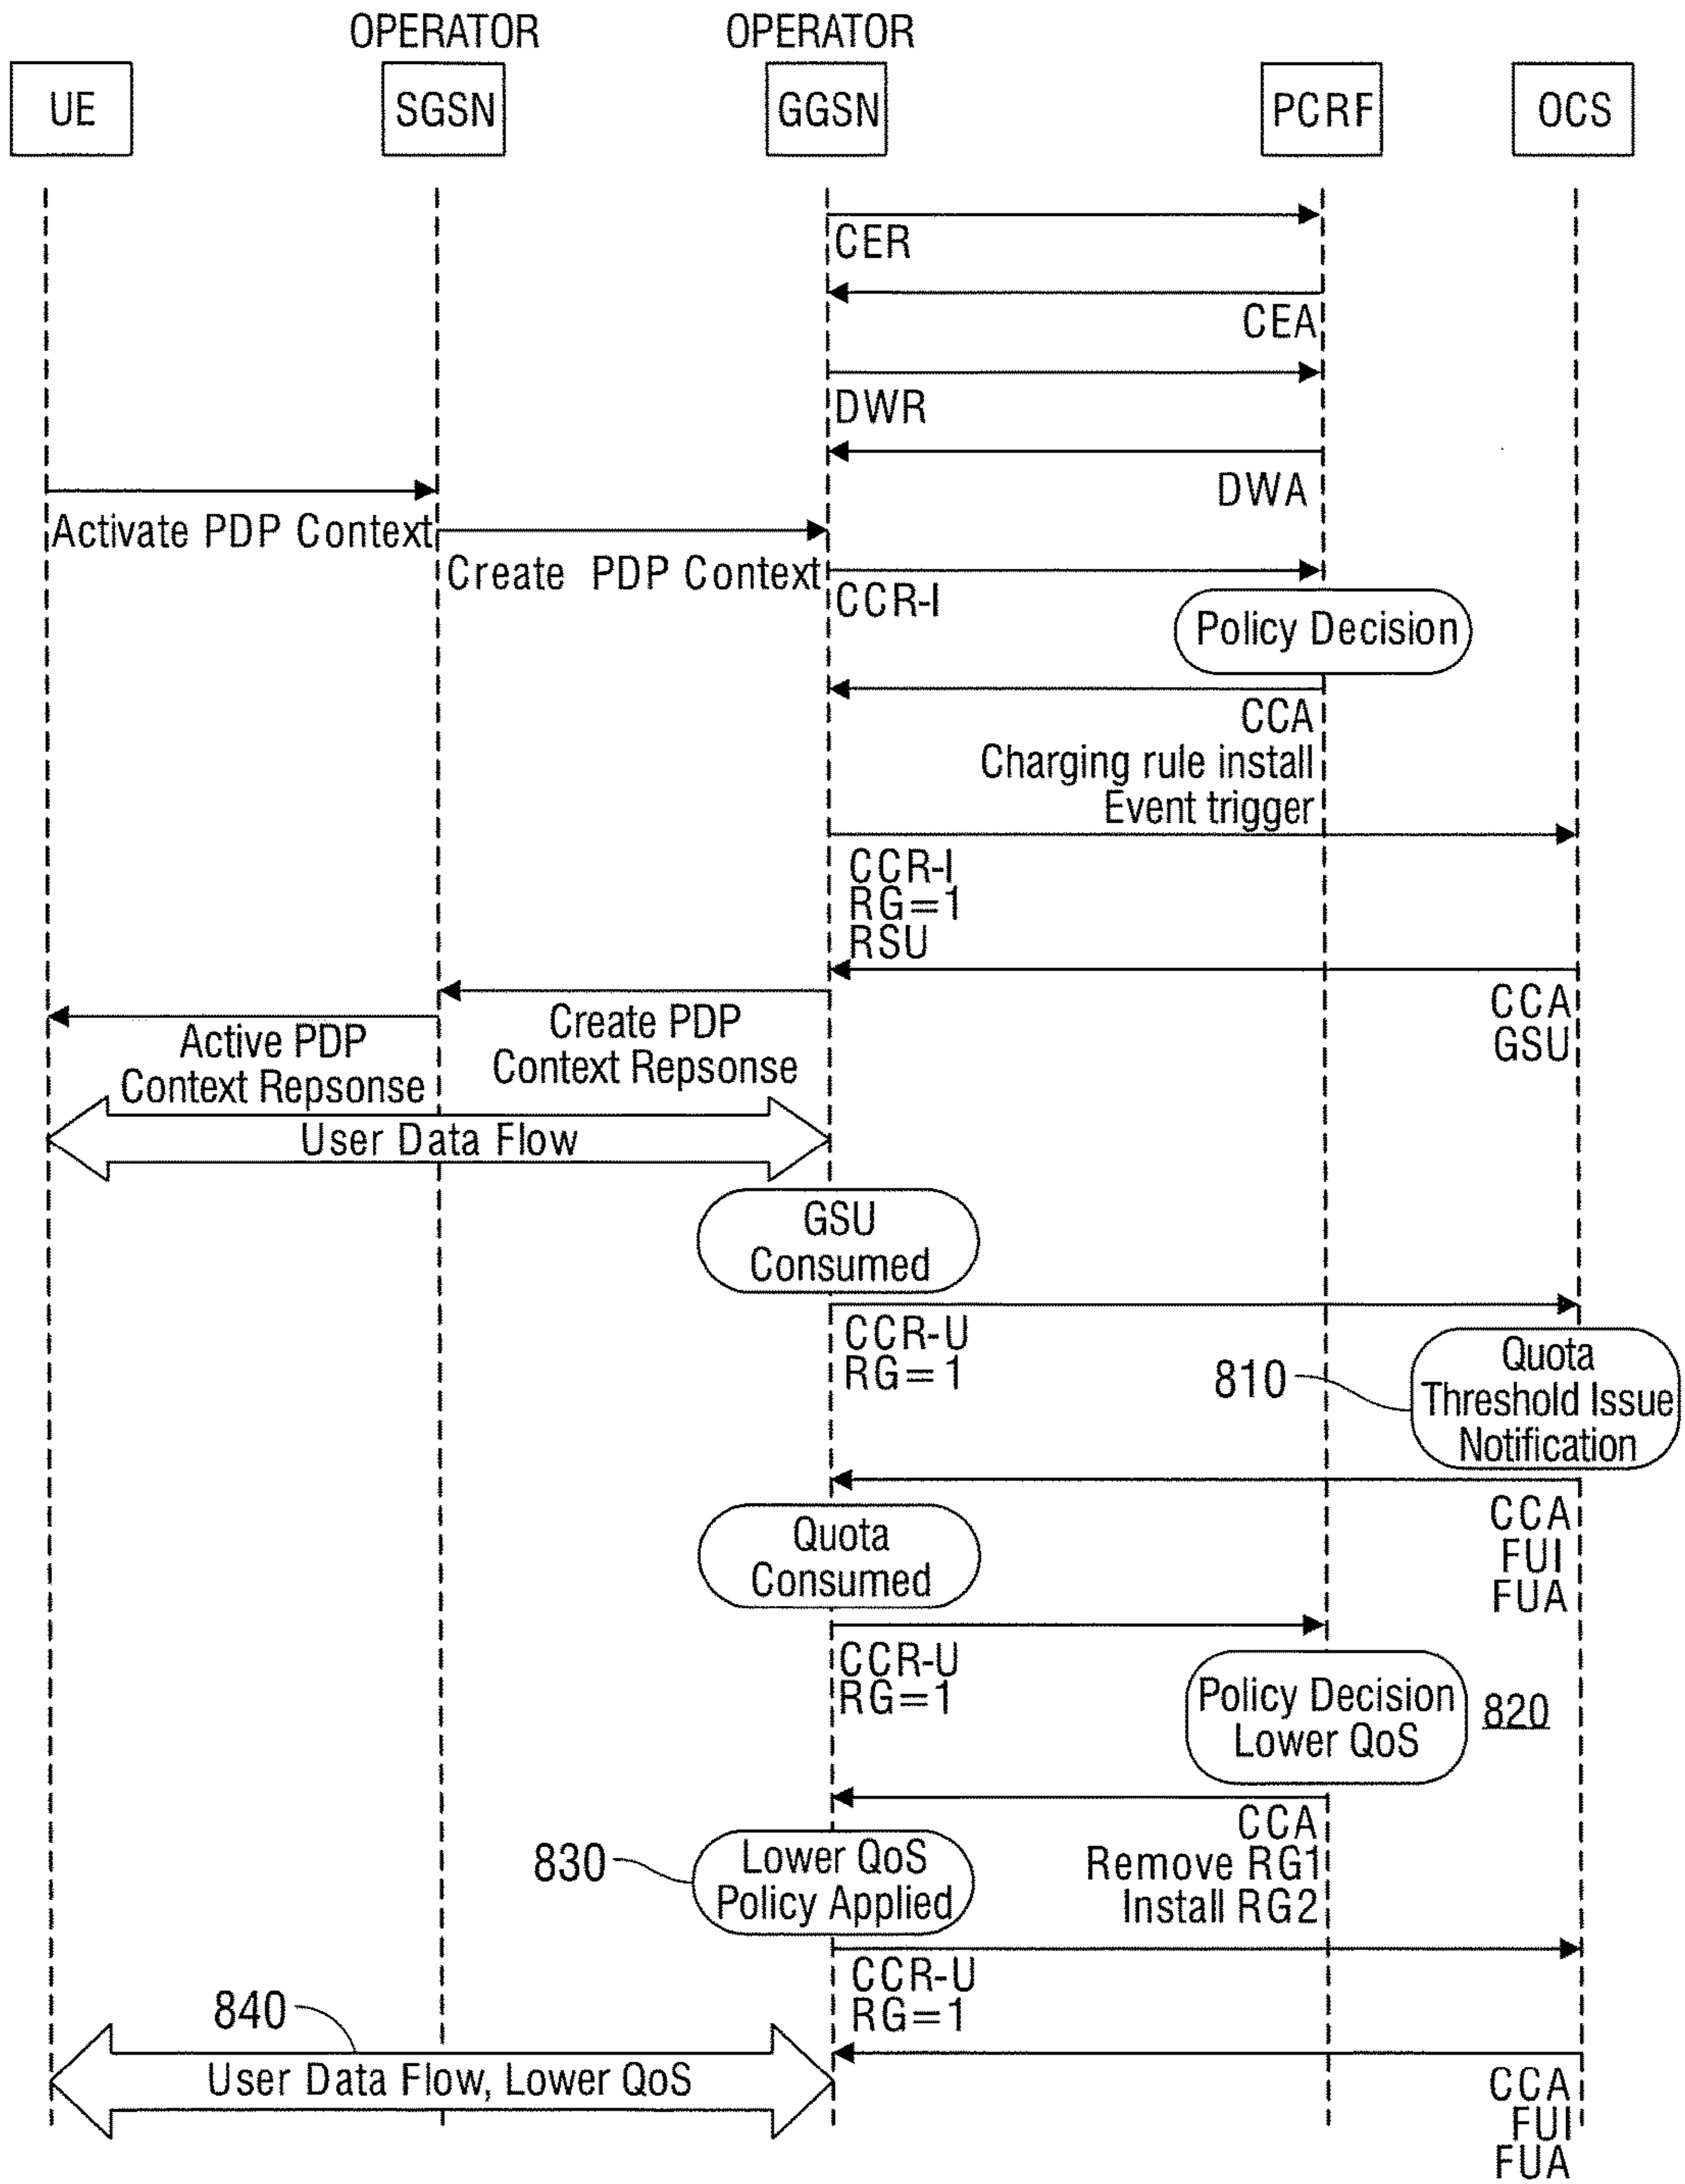 OPERATOR
OPERATOR
UE
SGSN
GGSN
PCRF
OCS
CER
CEA
DWR
DWA
Activate PDP Context
Create PDP Context
CCR-I
Policy Decision
CCA
Charging rule install
Event trigger
CCR-I
RG=1
RSU
CCA
GSU
Create PDP
Context Repsonse
Active PDP
Context Repsonse
User Data Flow
GSU
Consumed
CCR-U
RG=1
810
Quota
Threshold Issue
Notification
CCA
FUI
FUA
Quota
Consumed
CCR-U
RG=1
Policy Decision
Lower QoS
820
CCA
Remove RG1
Install RG2
830
Lower QoS
Policy Applied
CCR-U
RG=1
840
User Data Flow, Lower QoS
CCA
FUI
FUA